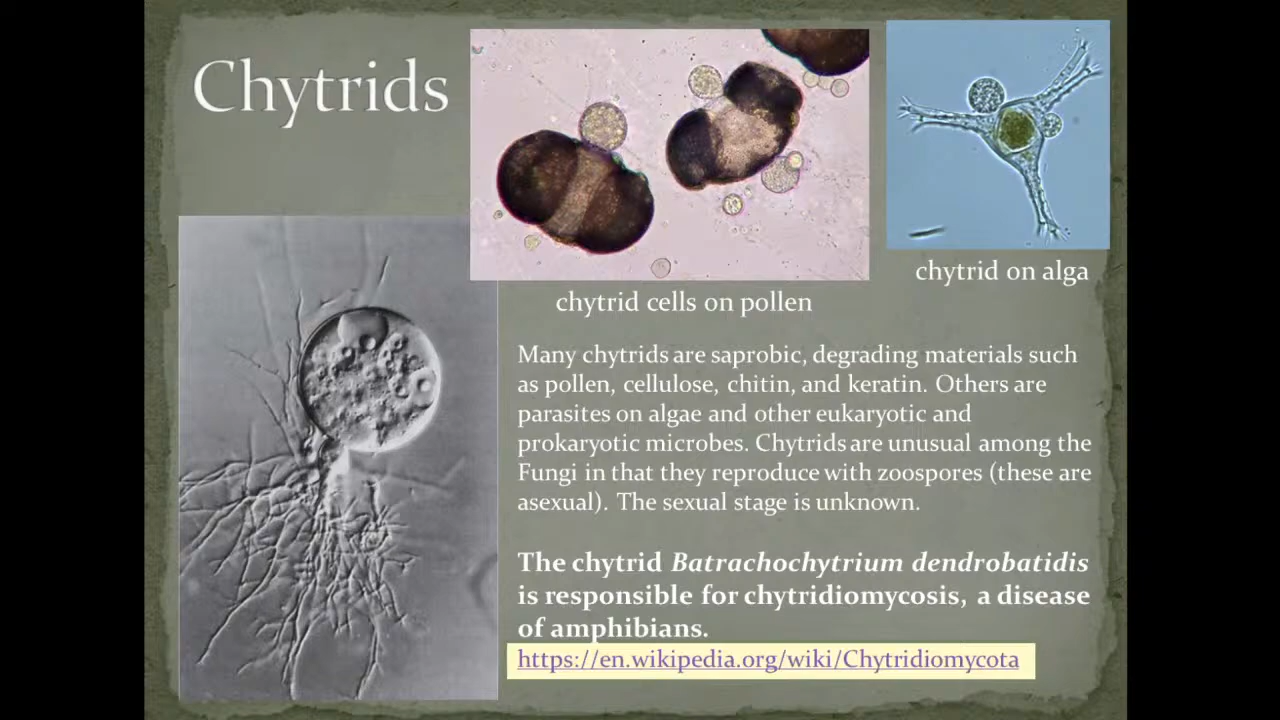 Chytrids
chytrid on alga
chytrid cells on pollen
Many chytrids are saprobic, degrading materials such
as pollen, cellulose, chitin, and keratin. Others are
parasites on algae and other eukaryotic and
prokaryotic microbes. Chytrids are unusual among the
Fungi in that they reproduce with zoospores (these are
asexual). The sexual stage is unknown.
The chytrid Batrachochytrium dendrobatidis
is responsible for chytridiomycosis, a disease
of amphibians.
https://en.wikipedia.org/wiki/Chytridiomycota